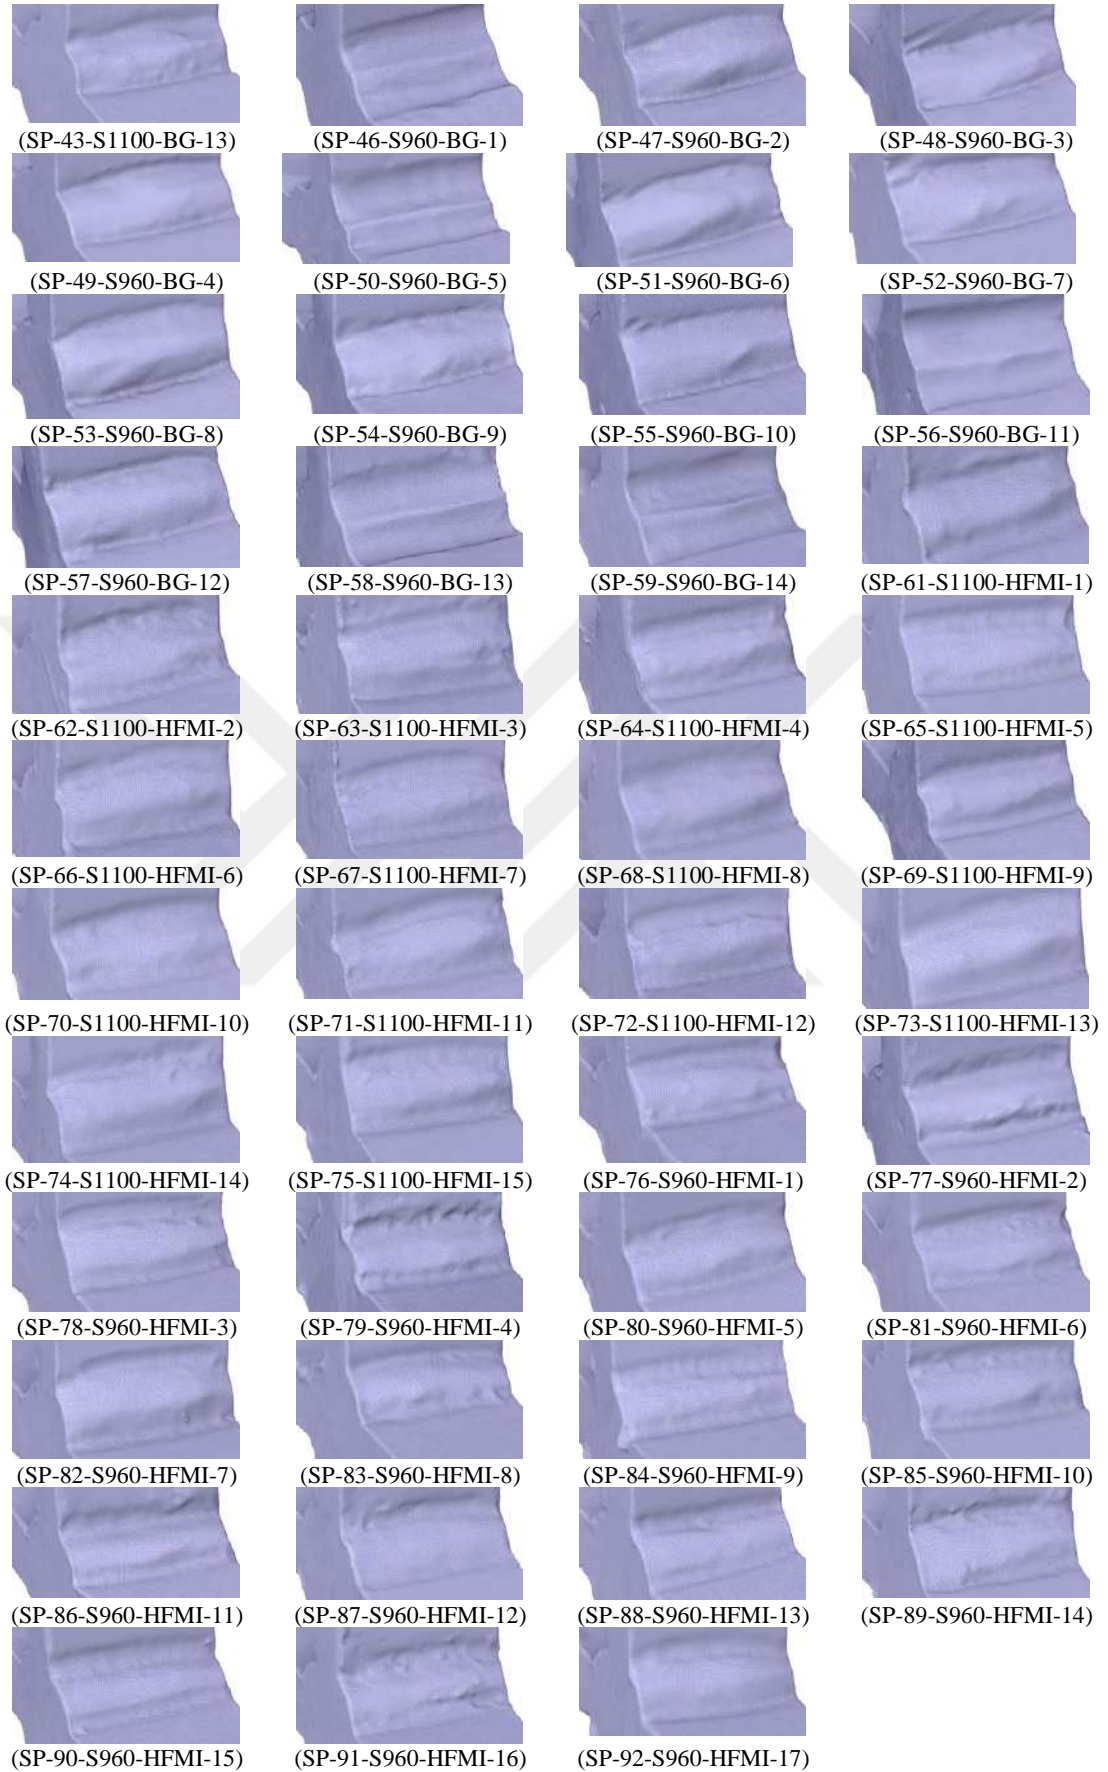 (SP-43-S1100-BG-13) (SP-46-S960-BG-1) (SP-47-S960-BG-2) (SP-48-S960-BG-3)
(SP-49-S960-BG-4) (SP-50-S960-BG-5) (SP-51-S960-BG-6) (SP-52-S960-BG-7)
(SP-53-S960-BG-8) (SP-54-S960-BG-9) (SP-55-S960-BG-10) (SP-56-S960-BG-11)
(SP-57-S960-BG-12) (SP-58-S960-BG-13) (SP-59-S960-BG-14) (SP-61-S1100-HFMI-1)
(SP-62-S1100-HFMI-2) (SP-63-S1100-HFMI-3) (SP-64-S1100-HFMI-4) (SP-65-S1100-HFMI-5)
(SP-66-S1100-HFMI-6) (SP-67-S1100-HFMI-7) (SP-68-S1100-HFMI-8) (SP-69-S1100-HFMI-9)
(SP-70-S1100-HFMI-10) (SP-71-S1100-HFMI-11) (SP-72-S1100-HFMI-12) (SP-73-S1100-HFMI-13)
(SP-74-S1100-HFMI-14) (SP-75-S1100-HFMI-15) (SP-76-S960-HFMI-1) (SP-77-S960-HFMI-2)
(SP-78-S960-HFMI-3) (SP-79-S960-HFMI-4) (SP-80-S960-HFMI-5) (SP-81-S960-HFMI-6)
(SP-82-S960-HFMI-7) (SP-83-S960-HFMI-8) (SP-84-S960-HFMI-9) (SP-85-S960-HFMI-10)
(SP-86-S960-HFMI-11) (SP-87-S960-HFMI-12) (SP-88-S960-HFMI-13) (SP-89-S960-HFMI-14)
(SP-90-S960-HFMI-15) (SP-91-S960-HFMI-16) (SP-92-S960-HFMI-17)